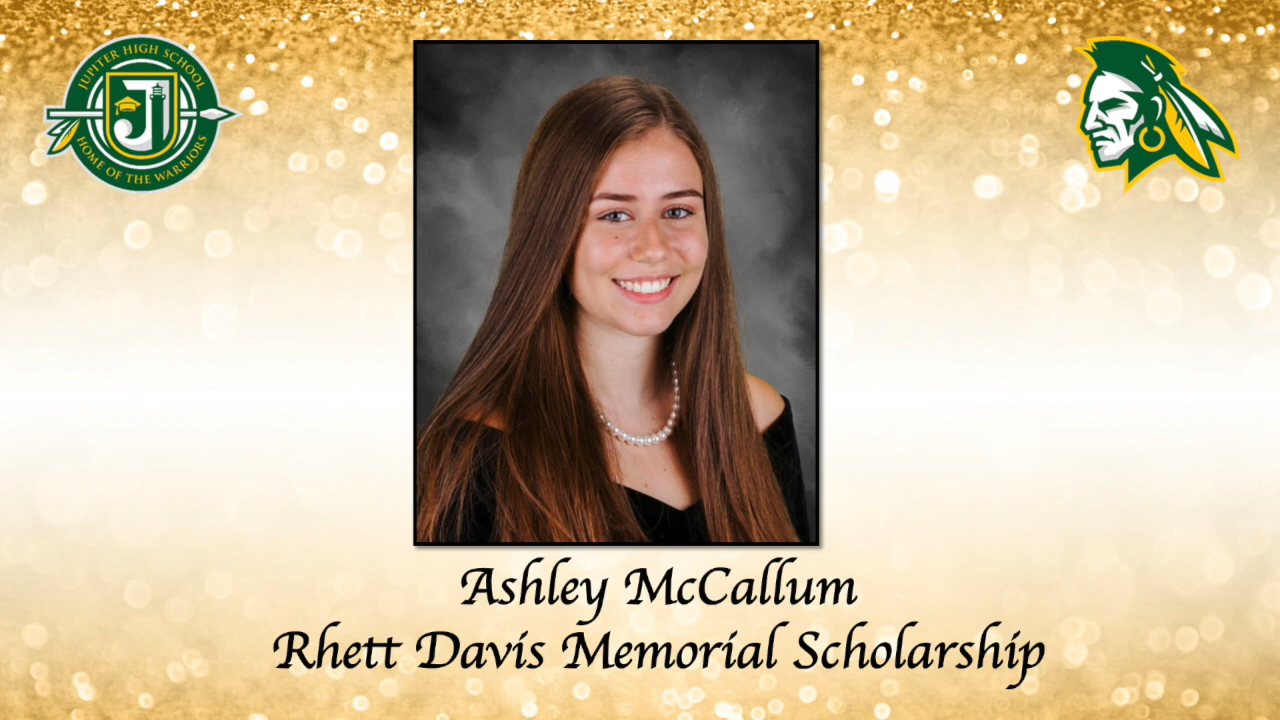 JUPITER HIGH SCHOOL
J
HOME OF THE WARRIORS
Ashley McCallum
Rhett Davis Memorial Scholarship